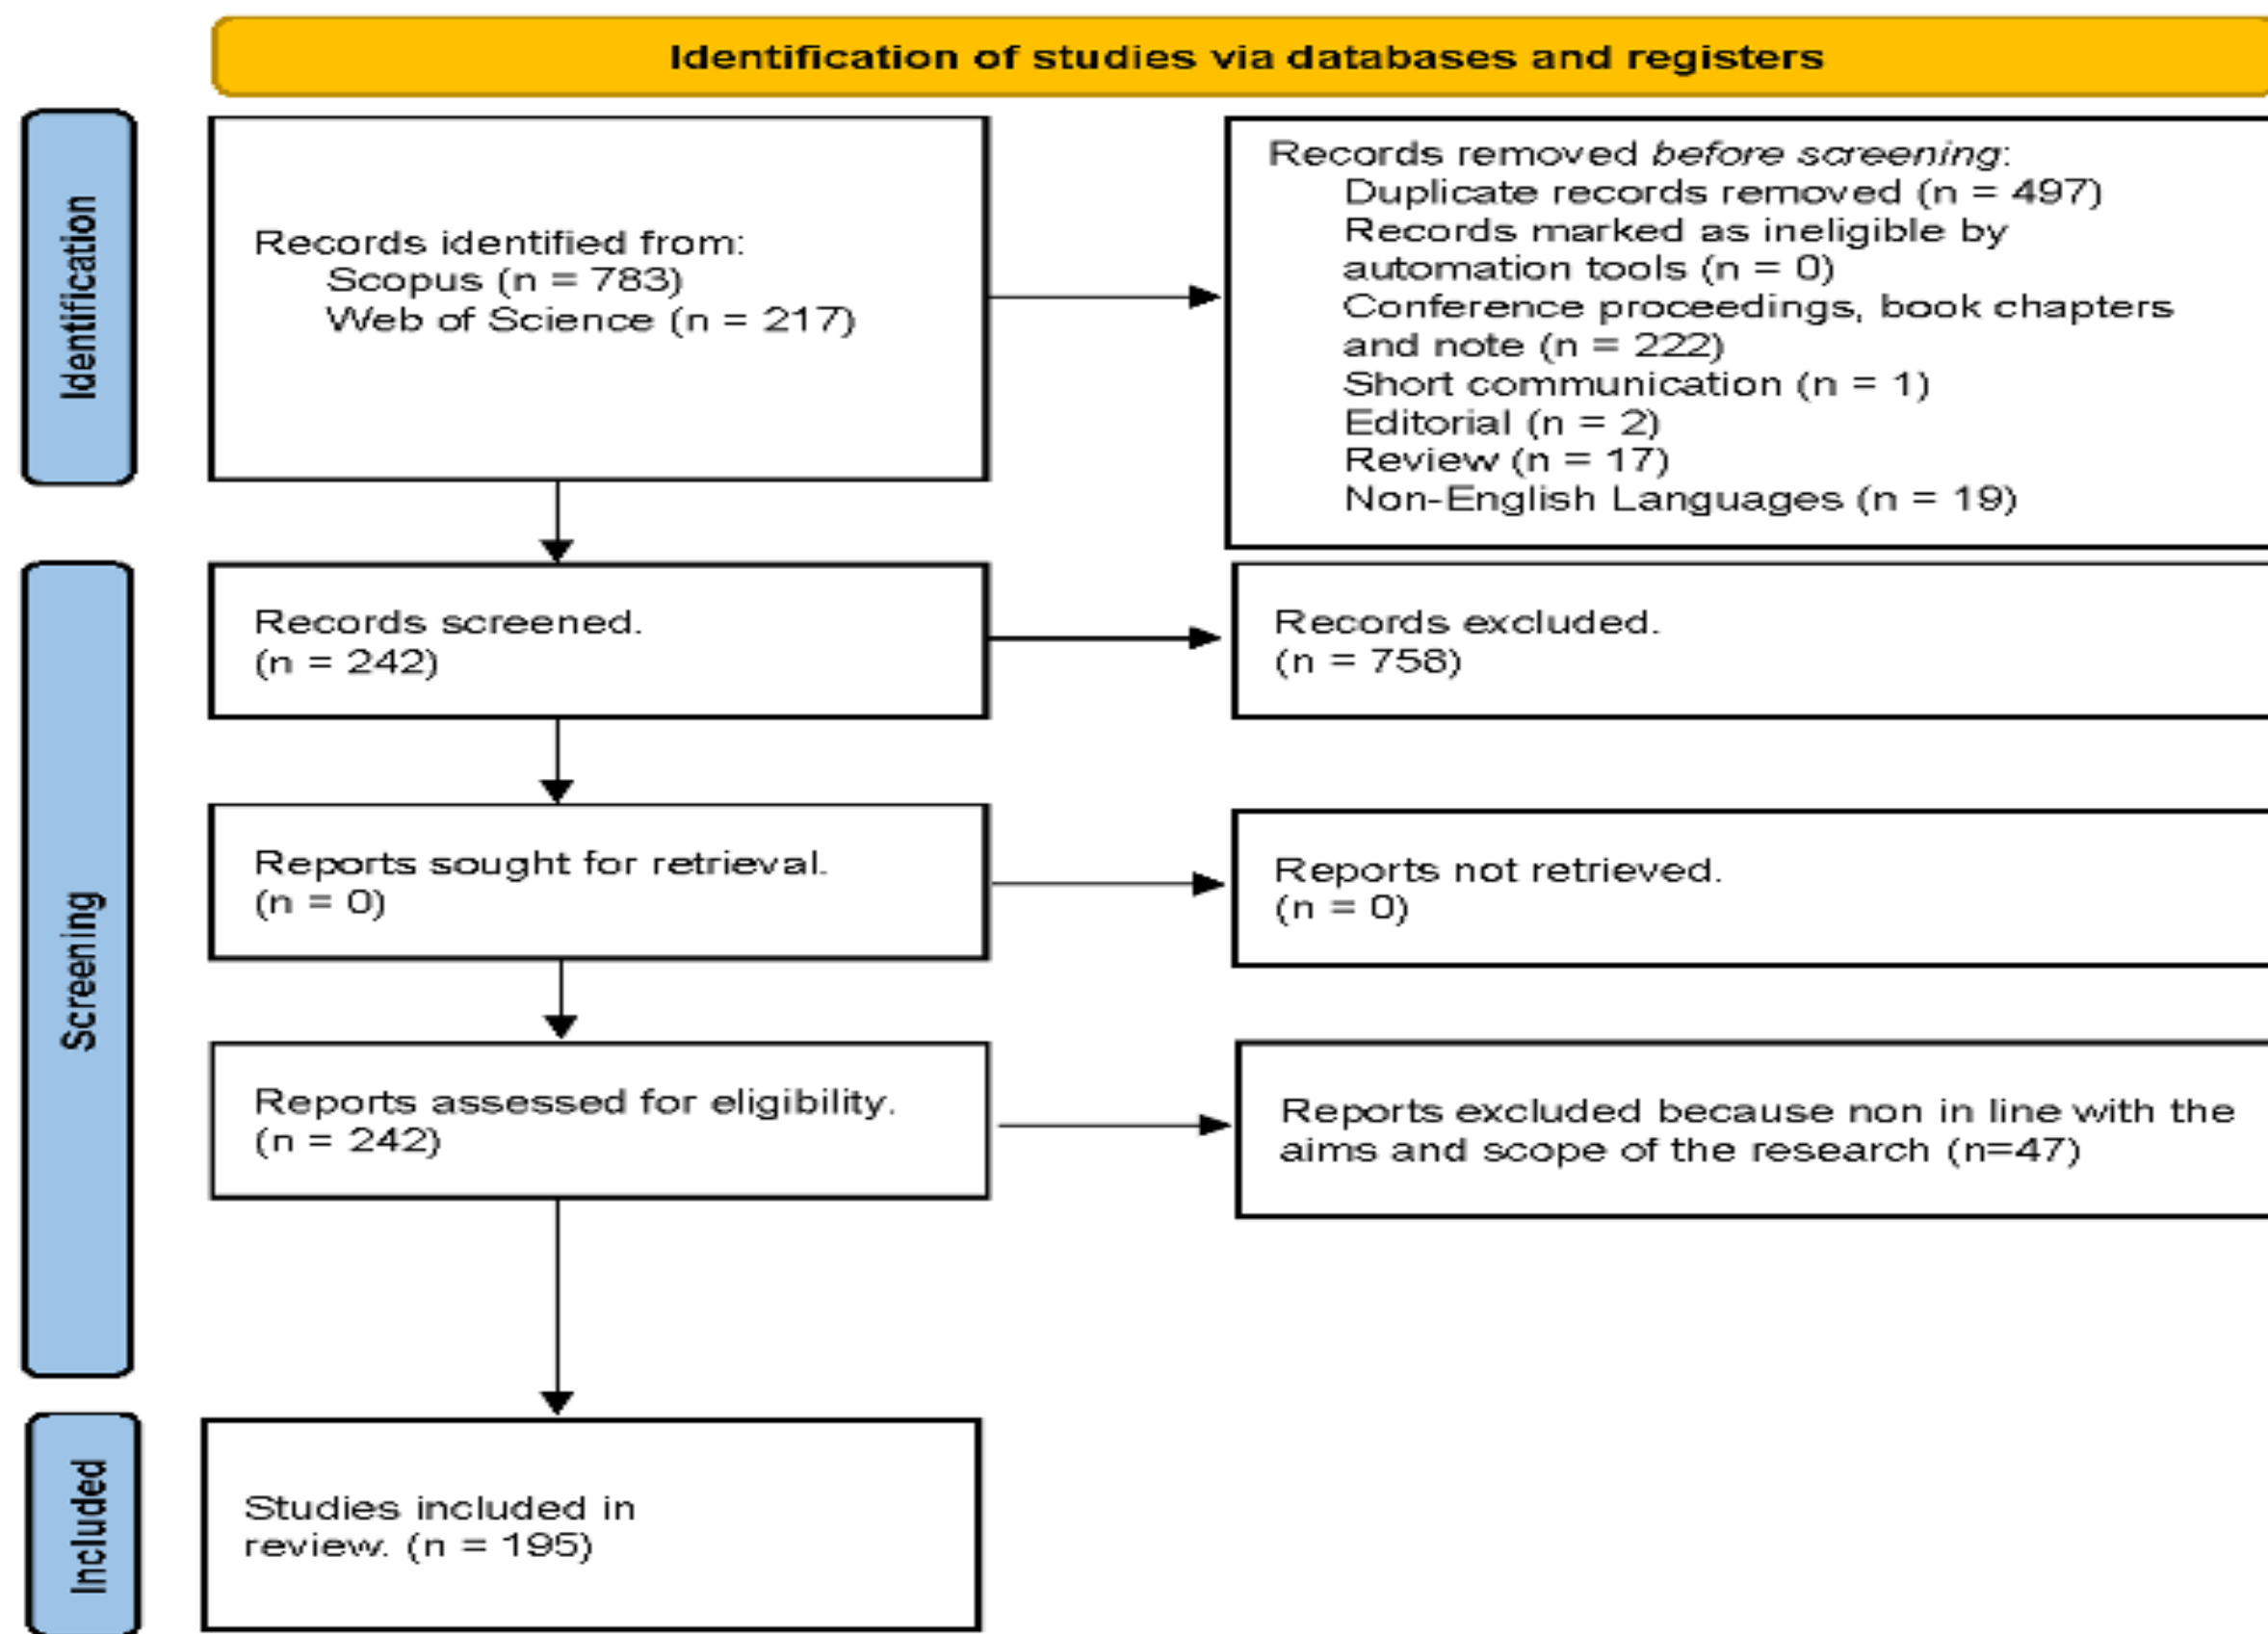 Identification of studies via databases and registers
Identification
Records identified from:
Scopus (n = 783)
Web of Science (n = 217)
Records removed before screening:
Duplicate records removed (n = 497)
Records marked as ineligible by
automation tools (n = 0)
Conference proceedings, book chapters
and note (n = 222)
Short communication (n = 1)
Editorial (n = 2)
Review (n = 17)
Non-English Languages (n = 19)
Screening
Records screened.
(n = 242)
Records excluded.
(n = 758)
Reports sought for retrieval.
(n = 0)
Reports not retrieved.
(n = 0)
Reports assessed for eligibility.
(n = 242)
Reports excluded because non in line with the
aims and scope of the research (n=47)
Included
Studies included in
review. (n = 195)